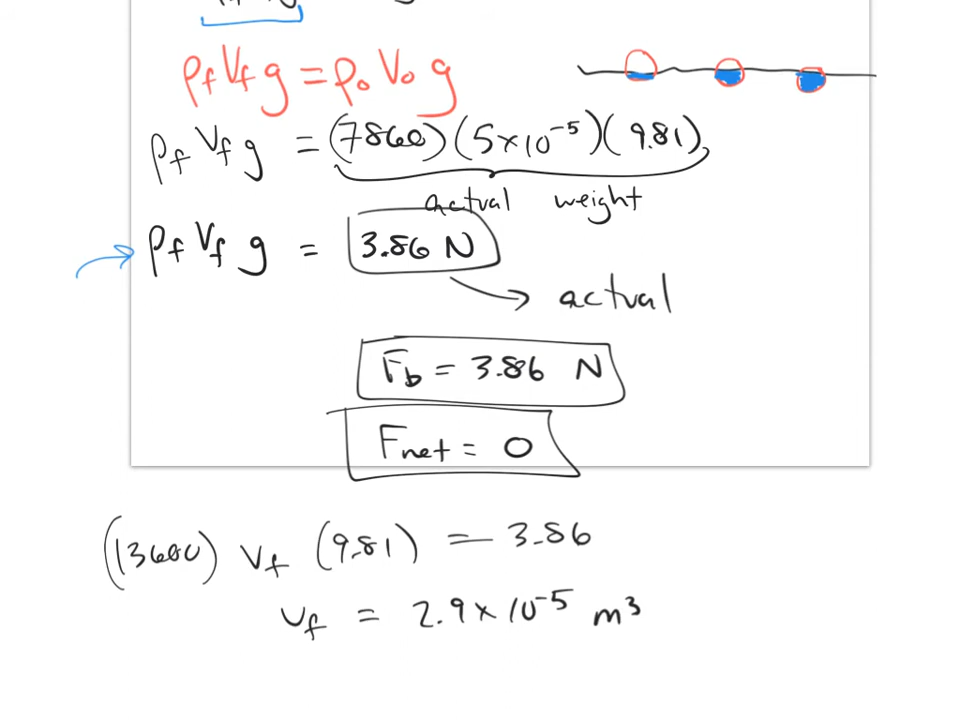 ρf Vf g = ρo Vo g
ρf Vf g = (7860)(5×10⁻⁵)(9.81)
actual weight
ρf Vf g = 3.86 N
actual
Fb = 3.86 N
Fnet = 0
(13600) Vf (9.81) = 3.86
Vf = 2.9 × 10⁻⁵ m³